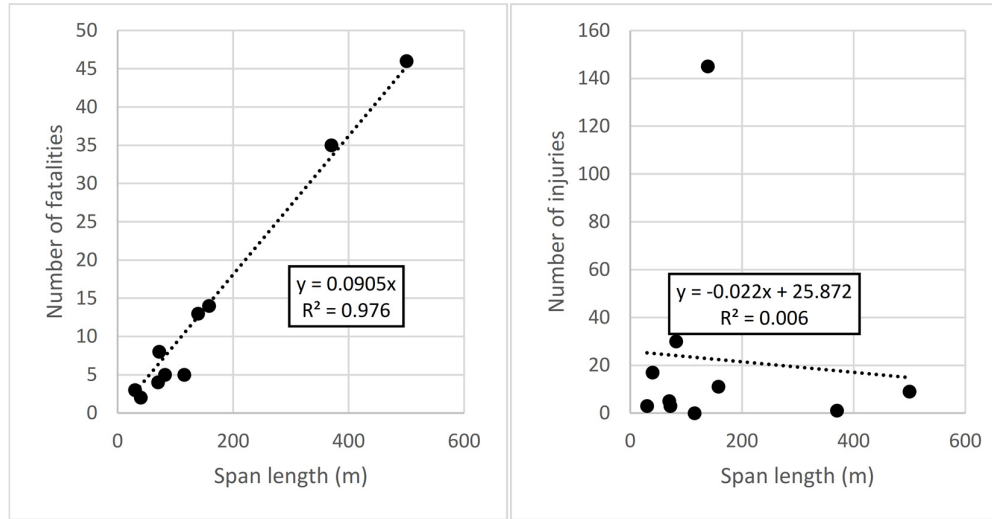 50
45
40
35
30
25
20
15
10
5
0
Number of fatalities
y = 0.0905x
R² = 0.976
0 200 400 600
Span length (m)
160
140
120
100
80
60
40
20
0
Number of injuries
y = -0.022x + 25.872
R² = 0.006
0 200 400 600
Span length (m)